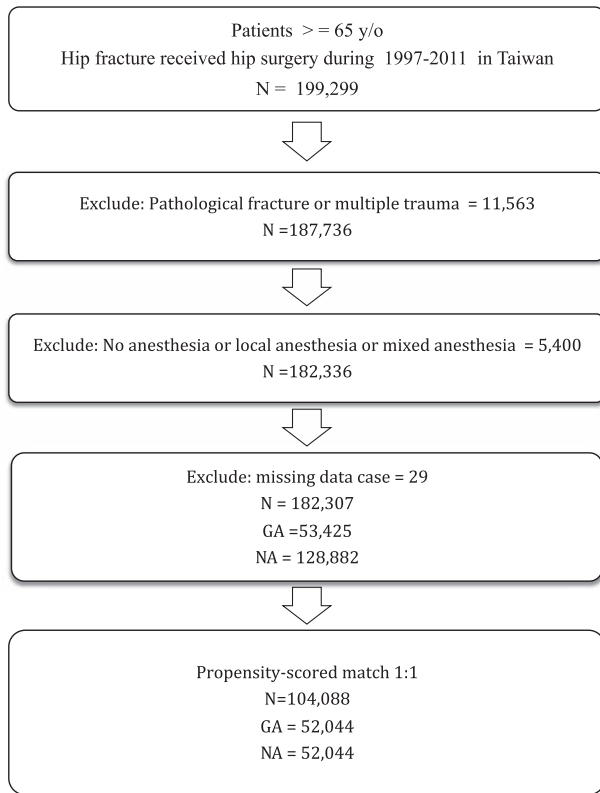 Patients > = 65 y/o
Hip fracture received hip surgery during 1997-2011 in Taiwan
N = 199,299
Exclude: Pathological fracture or multiple trauma = 11,563
N =187,736
Exclude: No anesthesia or local anesthesia or mixed anesthesia = 5,400
N =182,336
Exclude: missing data case = 29
N = 182,307
GA =53,425
NA = 128,882
Propensity-scored match 1:1
N=104,088
GA = 52,044
NA = 52,044